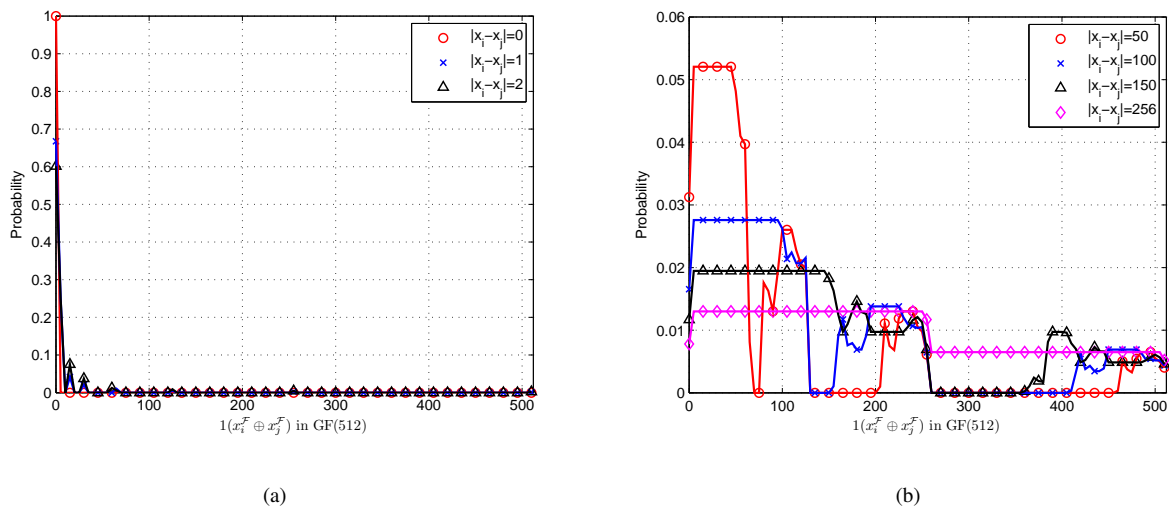 1
0.9
0.8
0.7
0.6
0.5
0.4
0.3
0.2
0.1
0
Probability
0 100 200 300 400 500
1(x_i^ℱ ⊕ x_j^ℱ) in GF(512)
|x_i−x_j|=0
|x_i−x_j|=1
|x_i−x_j|=2
(a)
0.06
0.05
0.04
0.03
0.02
0.01
0
Probability
0 100 200 300 400 500
1(x_i^ℱ ⊕ x_j^ℱ) in GF(512)
|x_i−x_j|=50
|x_i−x_j|=100
|x_i−x_j|=150
|x_i−x_j|=256
(b)